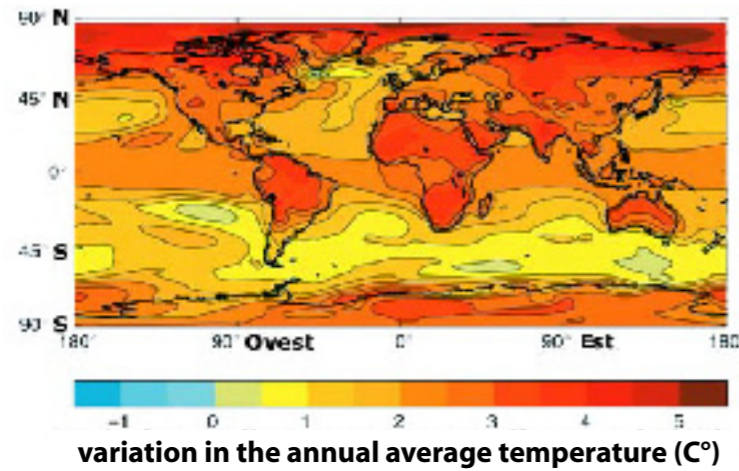 90° N
45° N
0°
45° S
90° S
180° 90° Ovest 0° 90° Est 180
-1 0 1 2 3 4 5
variation in the annual average temperature (C°)